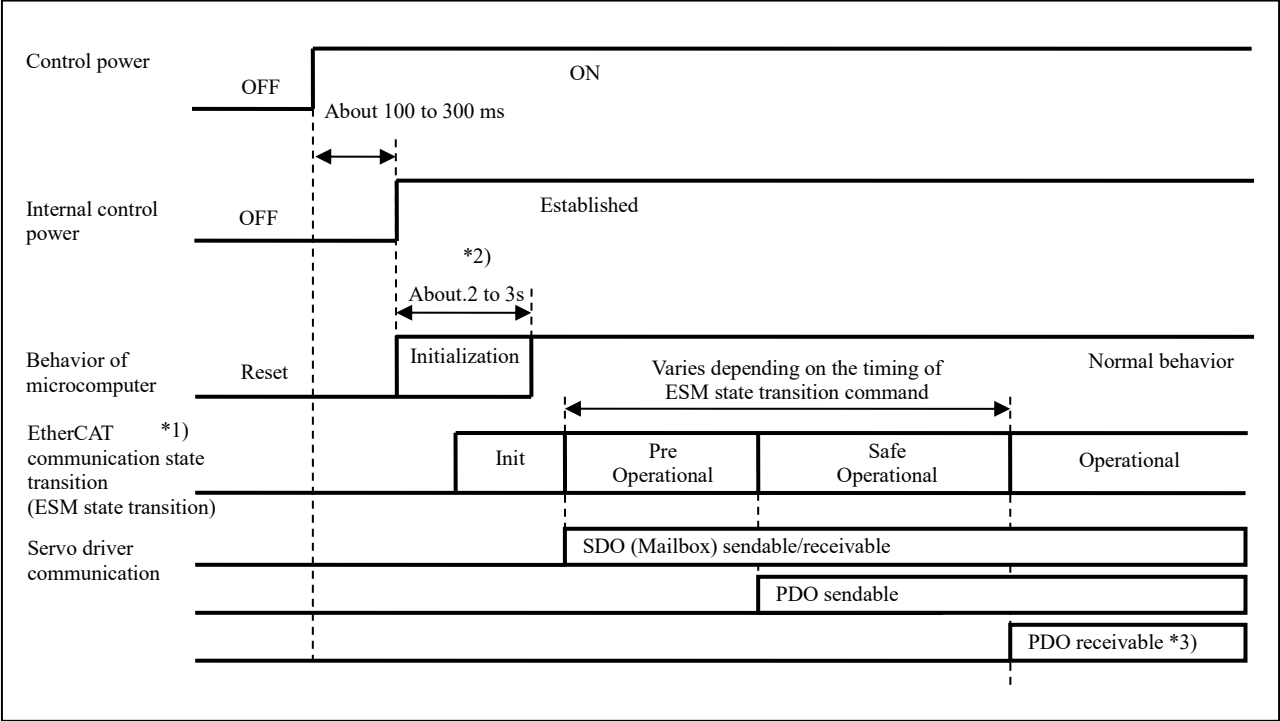 Control power
OFF
ON
About 100 to 300 ms
Internal control
power
OFF
Established
*2)
About.2 to 3s
Behavior of
microcomputer
Reset
Initialization
Varies depending on the timing of
ESM state transition command
Normal behavior
EtherCAT *1)
communication state
transition
(ESM state transition)
Init
Pre
Operational
Safe
Operational
Operational
Servo driver
communication
SDO (Mailbox) sendable/receivable
PDO sendable
PDO receivable *3)